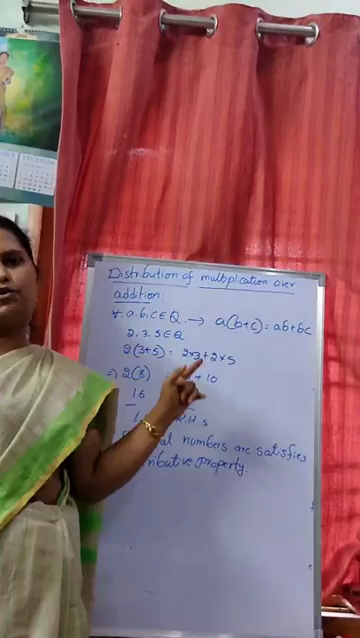 Distribution of multiplication over
addition:
∀ a,b,c ∈ Q → a(b+c) = ab+bc
2, 3, 5 ∈ Q
2(3+5) = 2×3+2×5
⇒ 2(8) + 10
16
R.H.S
numbers are satisfies
property.